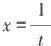 x = 1/t